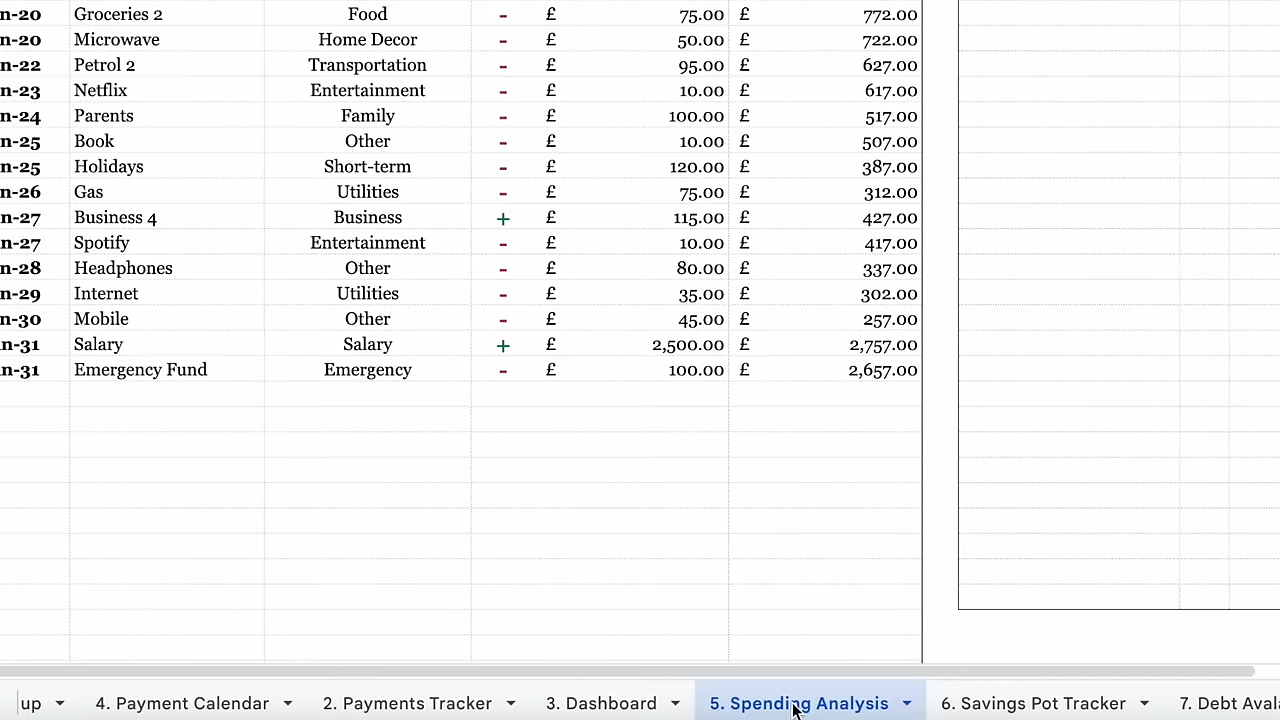 n-20 Groceries 2 Food - £ 75.00 £ 772.00
n-20 Microwave Home Decor - £ 50.00 £ 722.00
n-22 Petrol 2 Transportation - £ 95.00 £ 627.00
n-23 Netflix Entertainment - £ 10.00 £ 617.00
n-24 Parents Family - £ 100.00 £ 517.00
n-25 Book Other - £ 10.00 £ 507.00
n-25 Holidays Short-term - £ 120.00 £ 387.00
n-26 Gas Utilities - £ 75.00 £ 312.00
n-27 Business 4 Business + £ 115.00 £ 427.00
n-27 Spotify Entertainment - £ 10.00 £ 417.00
n-28 Headphones Other - £ 80.00 £ 337.00
n-29 Internet Utilities - £ 35.00 £ 302.00
n-30 Mobile Other - £ 45.00 £ 257.00
n-31 Salary Salary + £ 2,500.00 £ 2,757.00
n-31 Emergency Fund Emergency - £ 100.00 £ 2,657.00
up 4. Payment Calendar 2. Payments Tracker 3. Dashboard 5. Spending Analysis 6. Savings Pot Tracker 7. Debt Aval